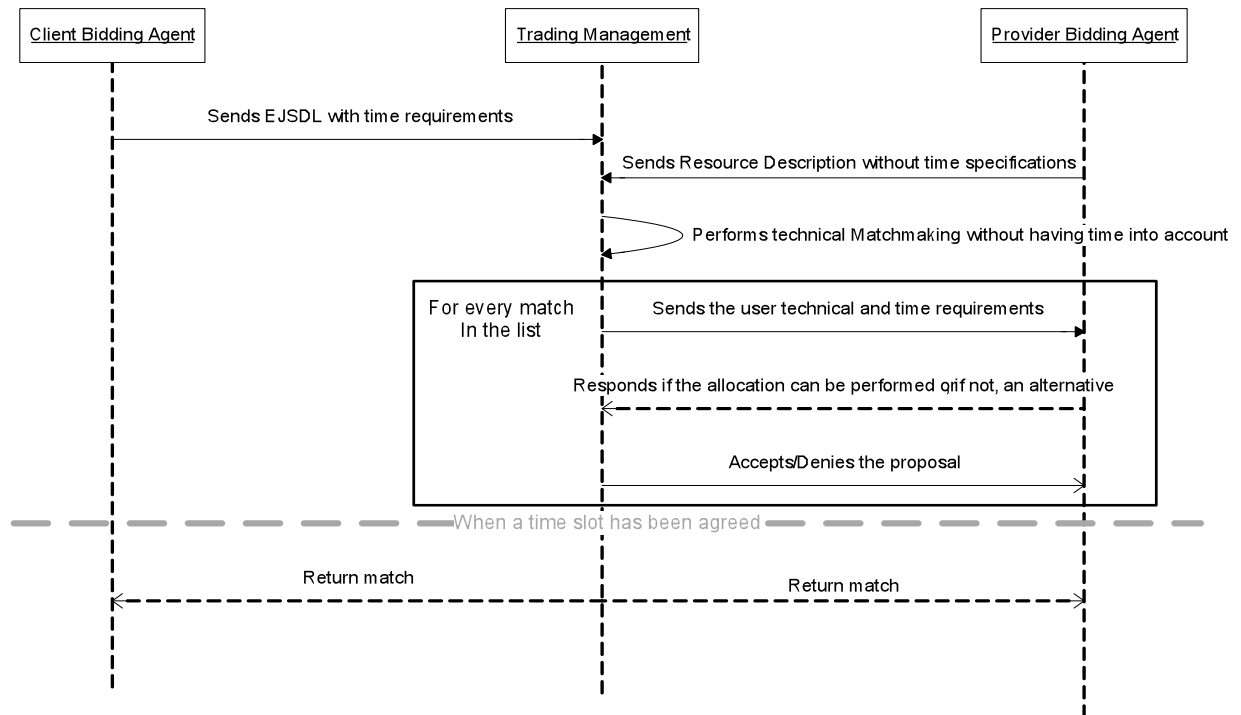 Client Bidding Agent
Trading Management
Provider Bidding Agent
Sends EJSDL with time requirements
Sends Resource Description without time specifications
Performs technical Matchmaking without having time into account
For every match
In the list
Sends the user technical and time requirements
Responds if the allocation can be performed or,if not, an alternative
Accepts/Denies the proposal
When a time slot has been agreed
Return match
Return match